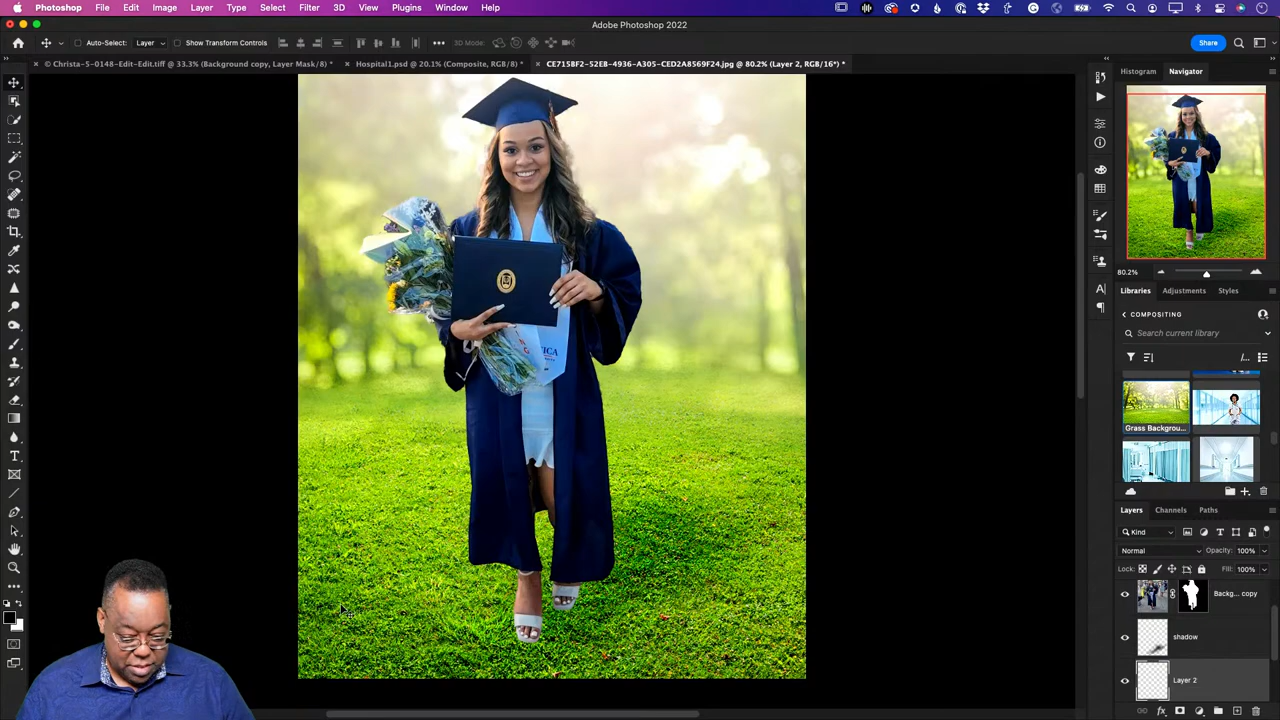 Photoshop File Edit Image Layer Type Select Filter 3D View Plugins Window Help
Adobe Photoshop 2022
Auto-Select: Layer Show Transform Controls 3D Mode: Share
× © Christa-5-0148-Edit-Edit.tiff @ 33.3% (Background copy, Layer Mask/8) * × Hospital1.psd @ 20.1% (Composite, RGB/8) * × CE715BF2-52E8-4936-A305-CED2A8569F24.jpg @ 80.2% (Layer 2, RGB/16*) *
Histogram Navigator
80.2%
Libraries Adjustments Styles
COMPOSITING
Search current library
Grass Backgrou...
Layers Channels Paths
Kind
Normal Opacity: 100%
Lock: Fill: 100%
Backg... copy
shadow
Layer 2